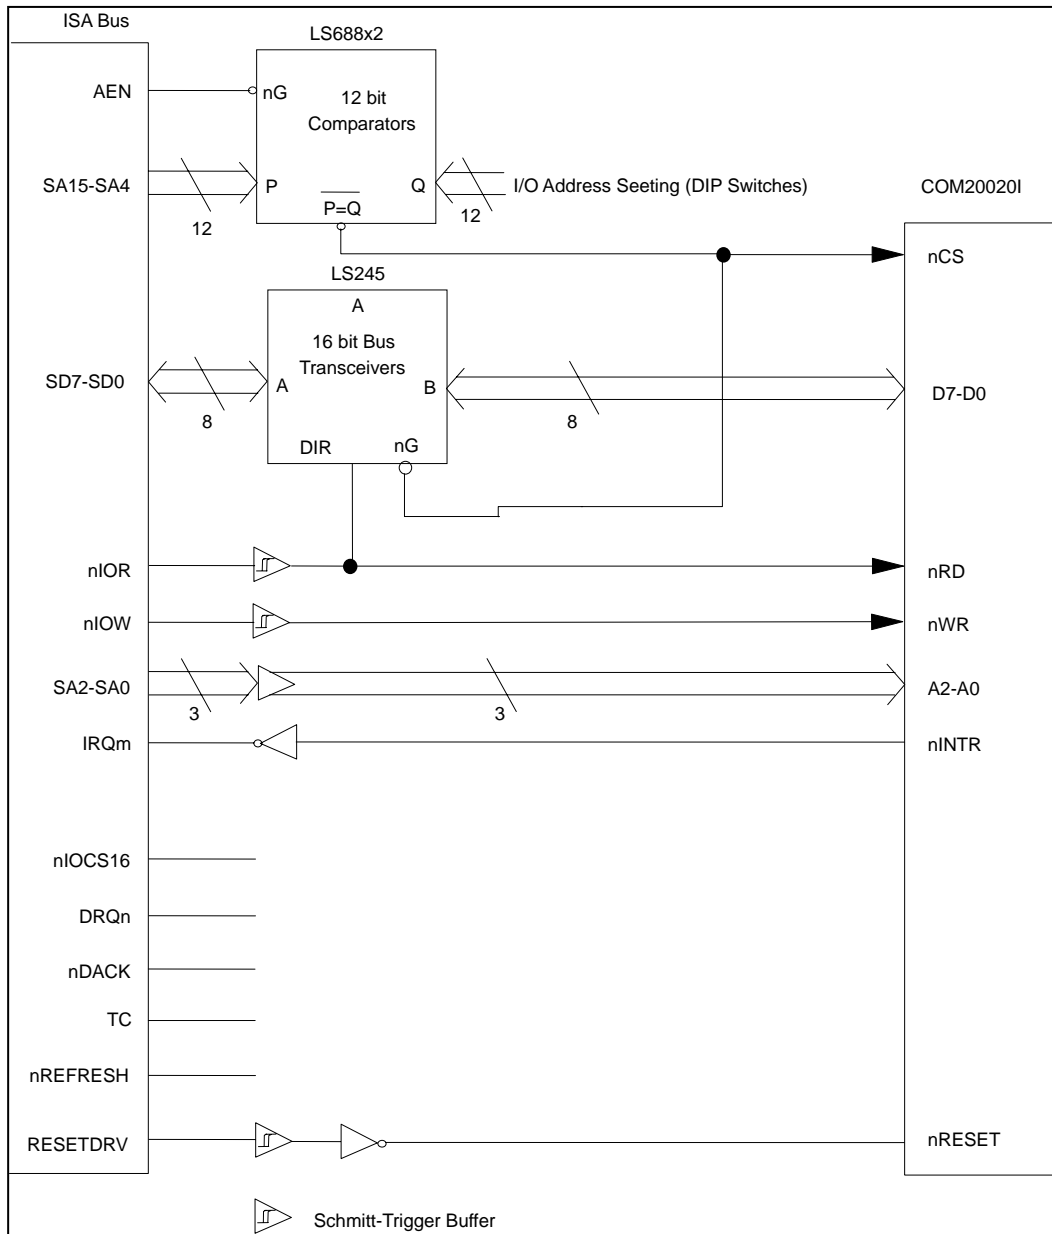 ISA Bus
LS688x2
AEN
nG
12 bit
Comparators
SA15-SA4
12
P
P=Q
Q
12
I/O Address Seeting (DIP Switches)
COM20020I
nCS
LS245
A
16 bit Bus
Transceivers
SD7-SD0
8
A
B
8
D7-D0
DIR
nG
nIOR
nRD
nIOW
nWR
SA2-SA0
3
3
A2-A0
IRQm
nINTR
nIOCS16
DRQn
nDACK
TC
nREFRESH
RESETDRV
nRESET
Schmitt-Trigger Buffer